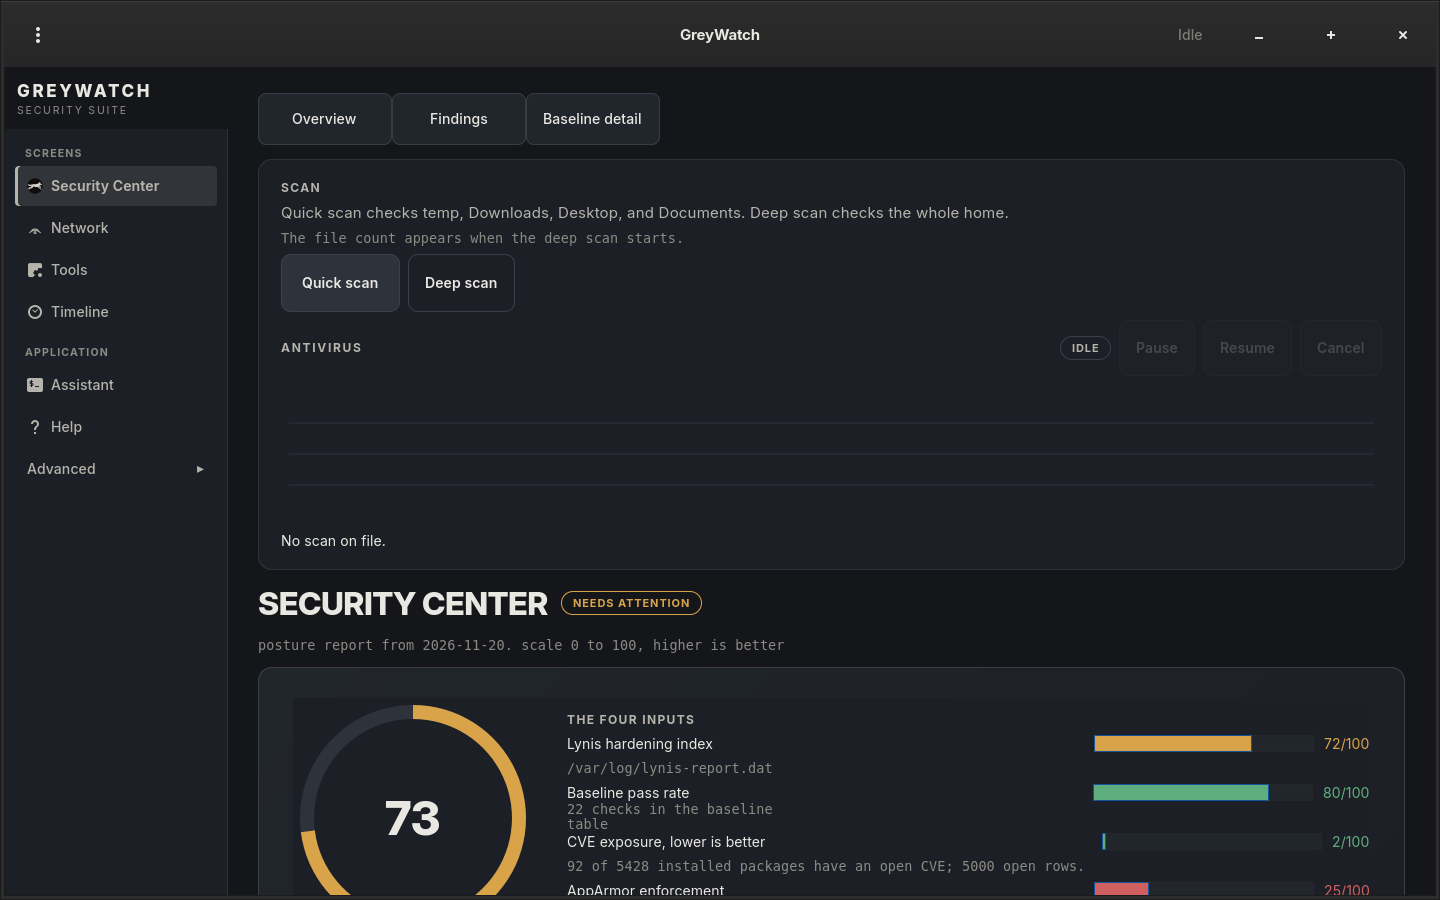 GreyWatch
Idle
GREYWATCH
SECURITY SUITE
SCREENS
Security Center
Network
Tools
Timeline
APPLICATION
Assistant
Help
Advanced
Overview
Findings
Baseline detail
SCAN
Quick scan checks temp, Downloads, Desktop, and Documents. Deep scan checks the whole home.
The file count appears when the deep scan starts.
Quick scan
Deep scan
ANTIVIRUS
IDLE
Pause
Resume
Cancel
No scan on file.
SECURITY CENTER
NEEDS ATTENTION
posture report from 2026-11-20. scale 0 to 100, higher is better
73
THE FOUR INPUTS
Lynis hardening index
72/100
/var/log/lynis-report.dat
Baseline pass rate
80/100
22 checks in the baseline
table
CVE exposure, lower is better
2/100
92 of 5428 installed packages have an open CVE; 5000 open rows.
AppArmor enforcement
25/100